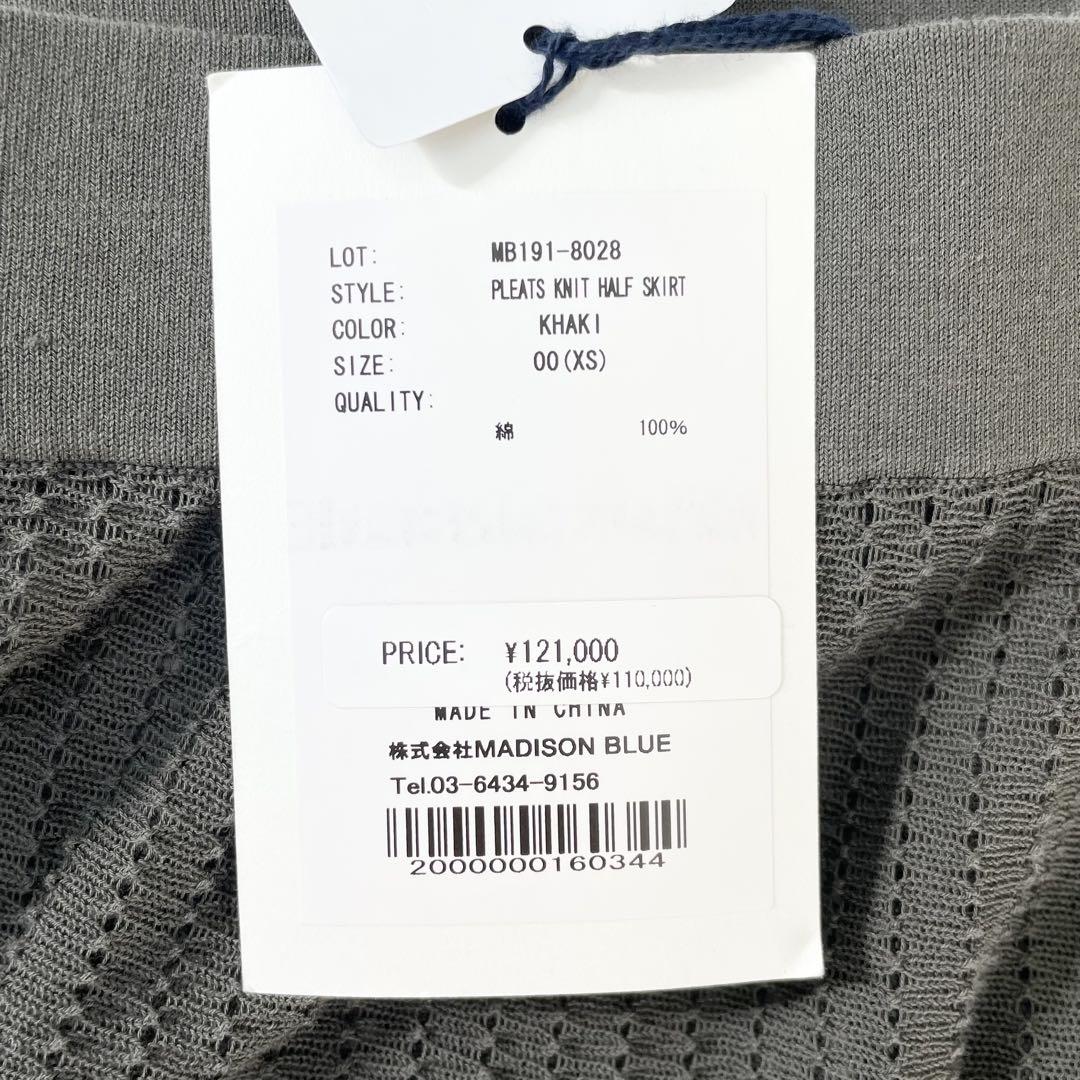 LOT: MB191-8028
STYLE: PLEATS KNIT HALF SKIRT
COLOR: KHAKI
SIZE: 00(XS)
QUALITY:
綿 100%
PRICE: ¥121,000
(税抜価格¥110,000)
MADE IN CHINA
株式会社MADISON BLUE
Tel.03-6434-9156
2000000160344